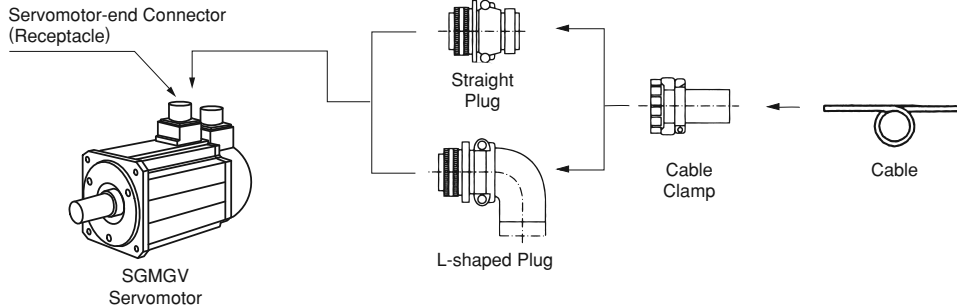 Servomotor-end Connector
(Receptacle)
Straight
Plug
Cable
Clamp
Cable
L-shaped Plug
SGMGV
Servomotor